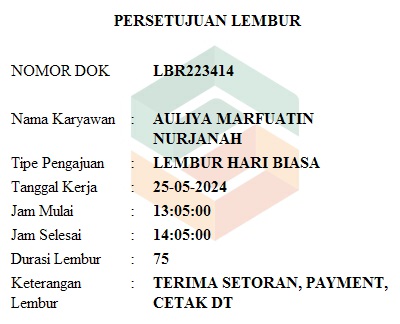 PERSETUJUAN LEMBUR
NOMOR DOK LBR223414
Nama Karyawan : AULIYA MARFUATIN
NURJANAH
Tipe Pengajuan : LEMBUR HARI BIASA
Tanggal Kerja : 25-05-2024
Jam Mulai : 13:05:00
Jam Selesai : 14:05:00
Durasi Lembur : 75
Keterangan : TERIMA SETORAN, PAYMENT,
Lembur CETAK DT